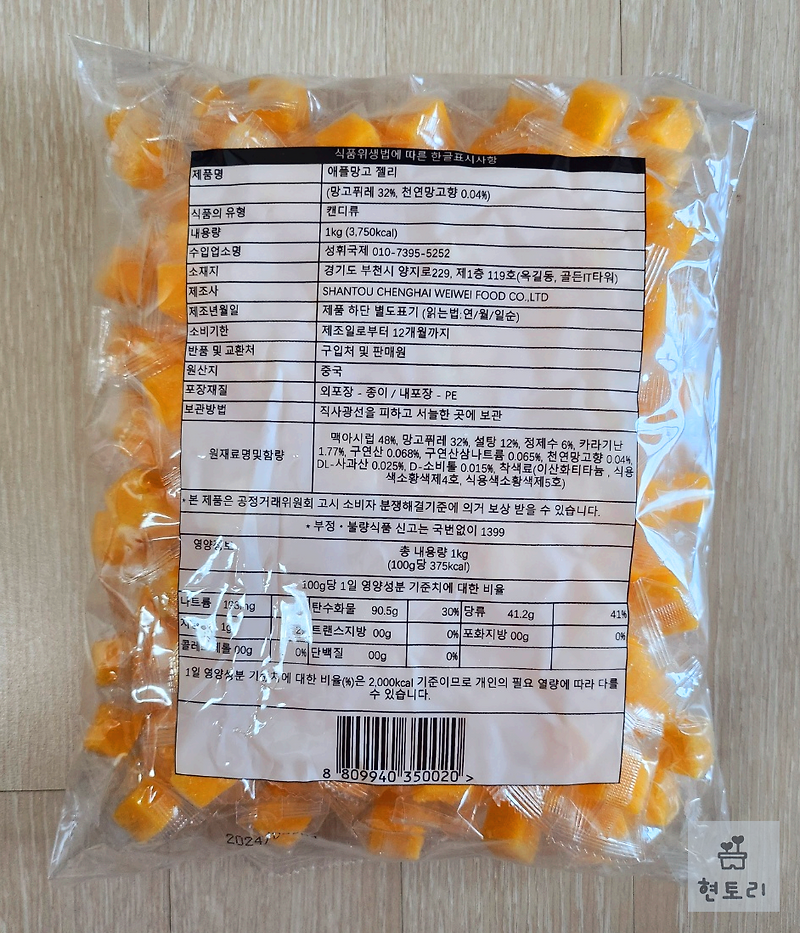 식품위생법에 따른 한글표시사항
제품명 애플망고 젤리
(망고퓨레 32%, 천연망고향 0.04%)
식품의 유형 캔디류
내용량 1kg (3,750kcal)
수입업소명 성휘국제 010-7395-5252
소재지 경기도 부천시 양지로229, 제1층 119호(옥길동, 골든IT타워)
제조사 SHANTOU CHENGHAI WEIWEI FOOD CO.,LTD
제조년월일 제품 하단 별도표기 (읽는법:연/월/일순)
소비기한 제조일로부터 12개월까지
반품 및 교환처 구입처 및 판매원
원산지 중국
포장재질 외포장 - 종이 / 내포장 - PE
보관방법 직사광선을 피하고 서늘한 곳에 보관
원재료명및함량
맥아시럽 48%, 망고퓨레 32%, 설탕 12%, 정제수 6%, 카라기난
1.77%, 구연산 0.068%, 구연산삼나트륨 0.065%, 천연망고향 0.04%,
DL-사과산 0.025%, D-소비톨 0.015%, 착색료(이산화티타늄 , 식용
색소황색제4호, 식용색소황색제5호)
* 본 제품은 공정거래위원회 고시 소비자 분쟁해결기준에 의거 보상 받을 수 있습니다.
* 부정・불량식품 신고는 국번없이 1399
영양정보 총 내용량 1kg
(100g당 375kcal)
100g당 1일 영양성분 기준치에 대한 비율
나트륨 탄수화물 90.5g 30% 당류 41.2g 41%
1g 트랜스지방 00g 0% 포화지방 00g 0%
콜레스테롤 00g 0% 단백질 00g 0%
1일 영양성분 기준치에 대한 비율(%)은 2,000kcal 기준이므로 개인의 필요 열량에 따라 다를
수 있습니다.
8 809940 350020 >
2024/
현토리